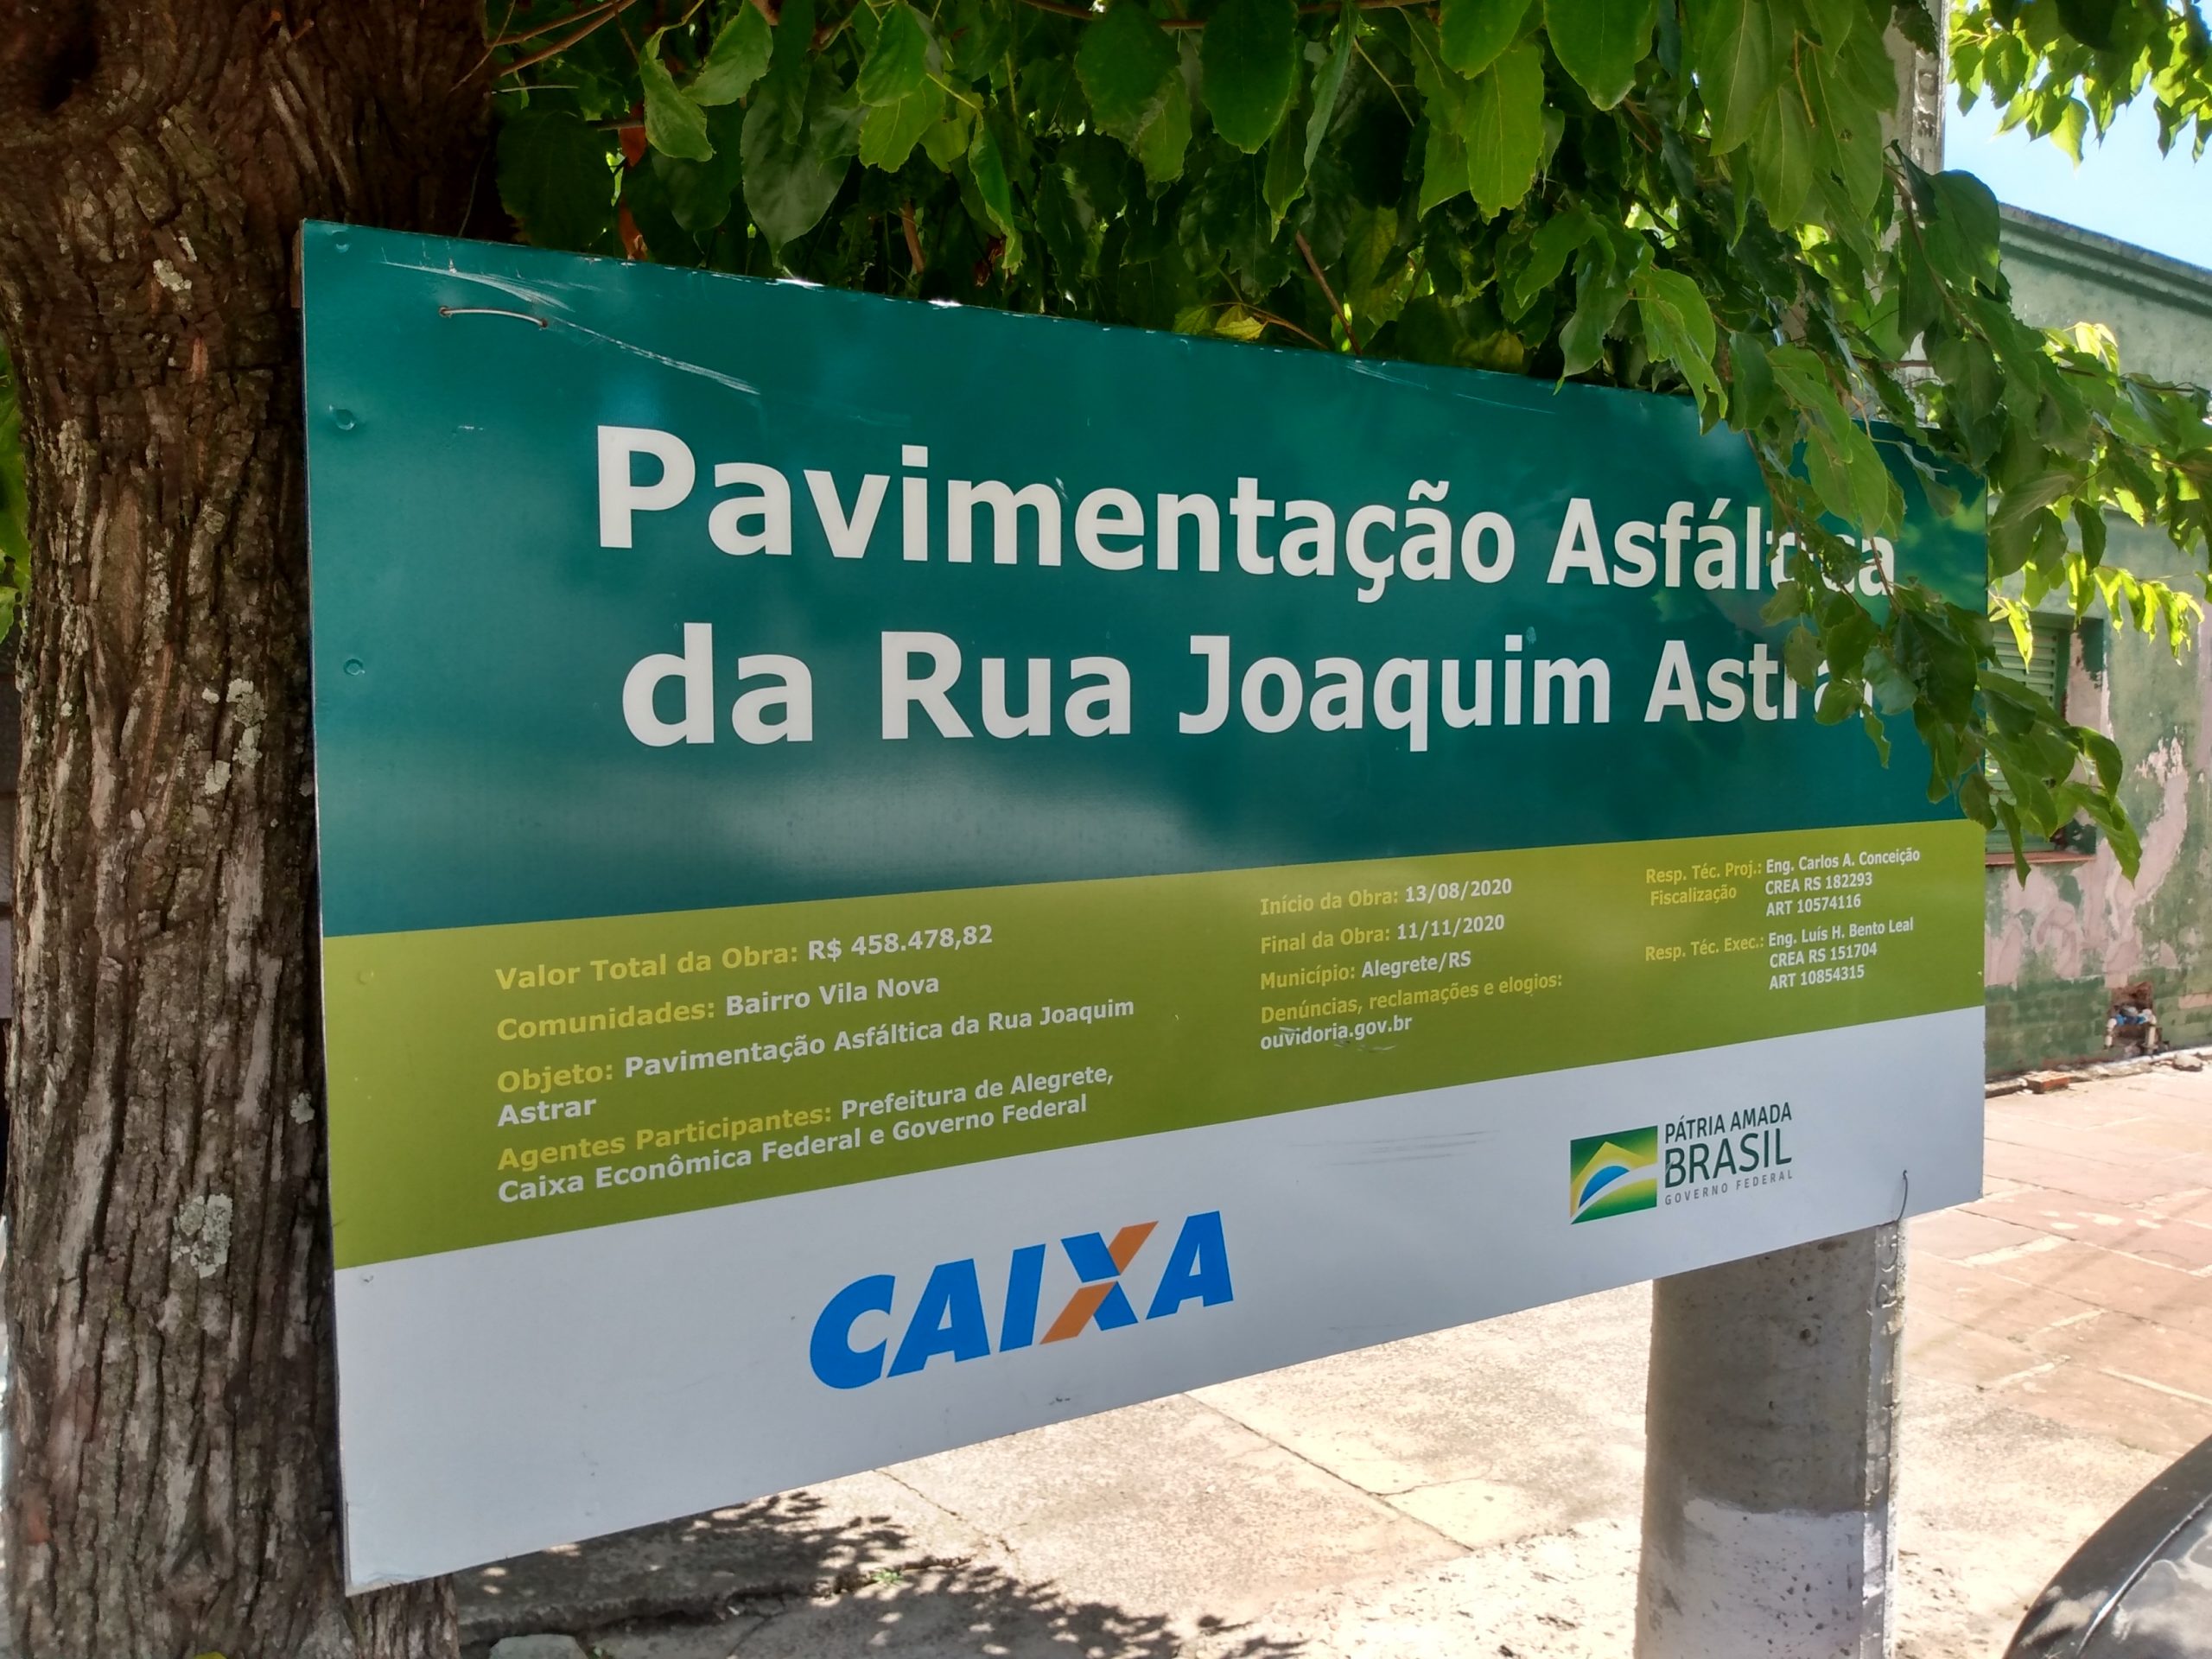 Pavimentação Asfáltica
da Rua Joaquim Astrar
Valor Total da Obra: R$ 458.478,82
Comunidades: Bairro Vila Nova
Objeto: Pavimentação Asfáltica da Rua Joaquim
Astrar
Agentes Participantes: Prefeitura de Alegrete,
Caixa Econômica Federal e Governo Federal
Início da Obra: 13/08/2020
Final da Obra: 11/11/2020
Município: Alegrete/RS
Denúncias, reclamações e elogios:
ouvidoria.gov.br
Resp. Téc. Proj.: Eng. Carlos A. Conceição
Fiscalização CREA RS 182293
ART 10574116
Resp. Téc. Exec.: Eng. Luís H. Bento Leal
CREA RS 151704
ART 10854315
CAIXA
PÁTRIA AMADA
BRASIL
GOVERNO FEDERAL